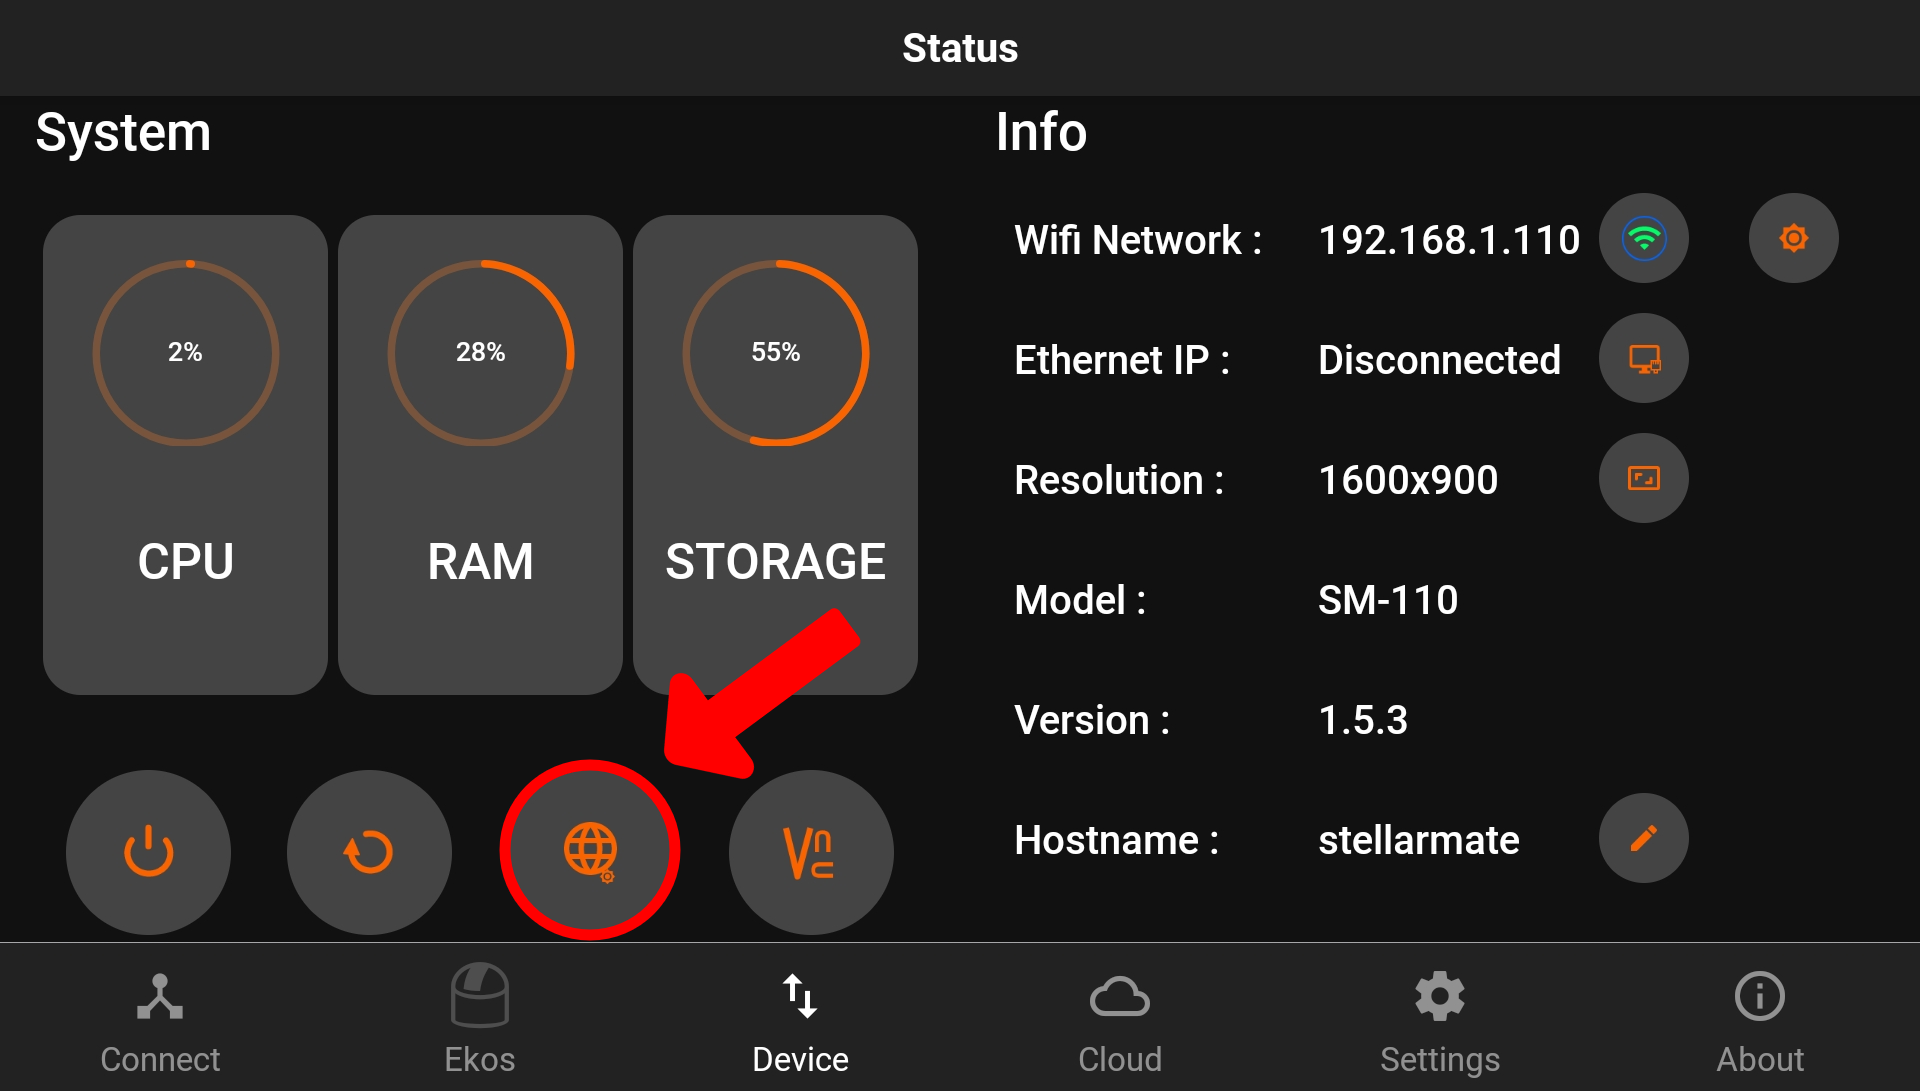 Status
System
2%
CPU
28%
RAM
55%
STORAGE
Vnc
Info
Wifi Network : 192.168.1.110
Ethernet IP : Disconnected
Resolution : 1600x900
Model : SM-110
Version : 1.5.3
Hostname : stellarmate
Connect
Ekos
Device
Cloud
Settings
About